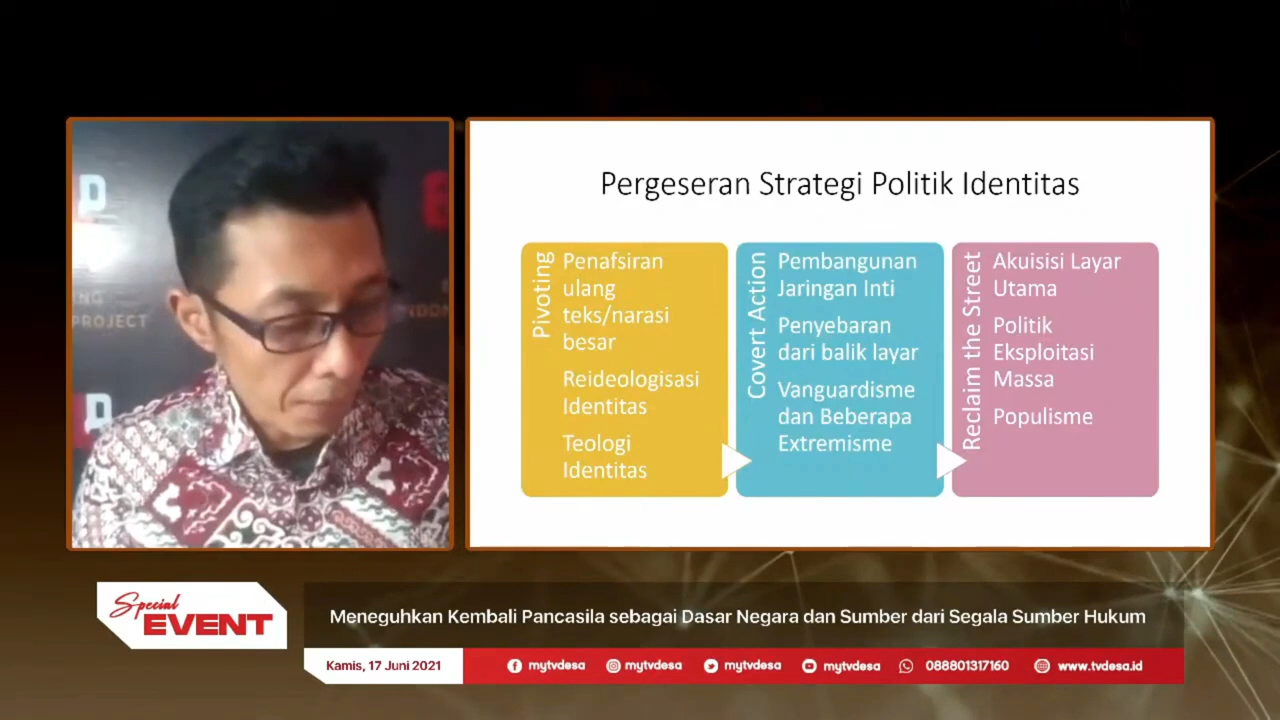 Pergeseran Strategi Politik Identitas
Pivoting
Penafsiran
ulang
teks/narasi
besar
Reideologisasi
Identitas
Teologi
Identitas
Covert Action
Pembangunan
Jaringan Inti
Penyebaran
dari balik layar
Vanguardisme
dan Beberapa
Extremisme
Reclaim the Street
Akuisisi Layar
Utama
Politik
Eksploitasi
Massa
Populisme
PROJECT
Special
EVENT
Meneguhkan Kembali Pancasila sebagai Dasar Negara dan Sumber dari Segala Sumber Hukum
Kamis, 17 Juni 2021
mytvdesa
mytvdesa
mytvdesa
mytvdesa
088801317160
www.tvdesa.id